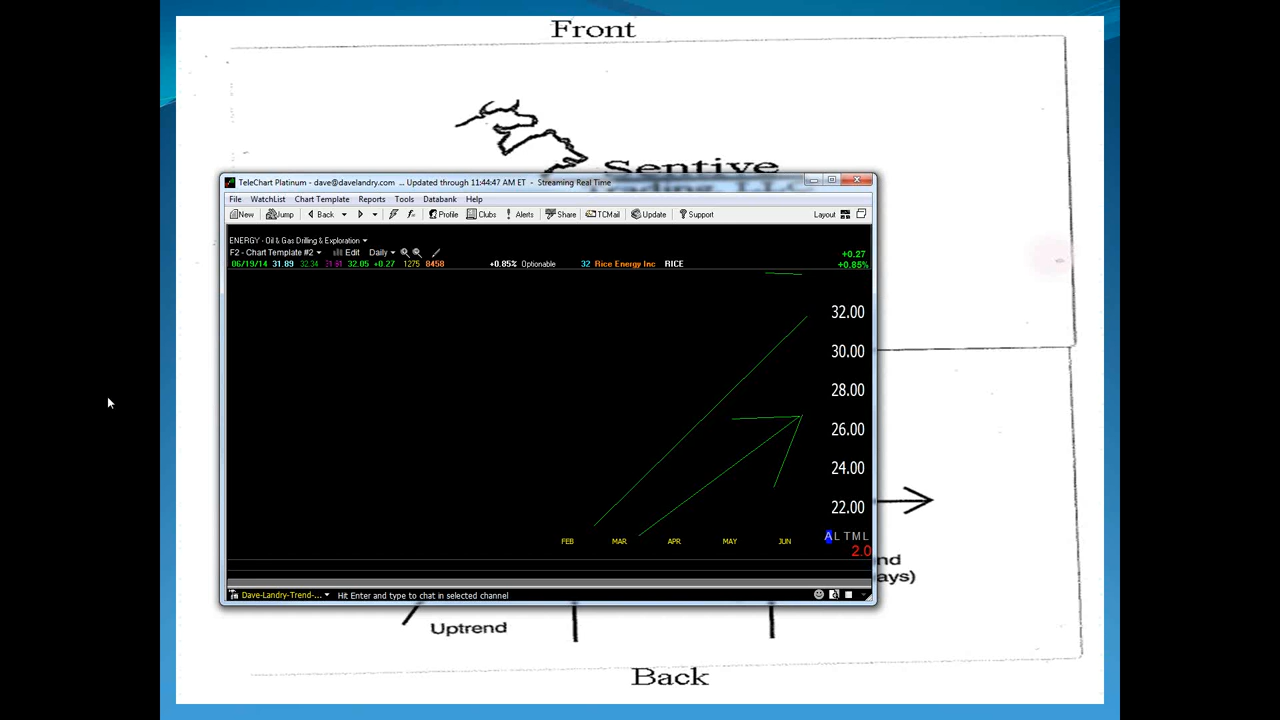 Front
Sentive
TeleChart Platinum - dave@davelandry.com ... Updated through 11:44:47 AM ET - Streaming Real Time
File WatchList Chart Template Reports Tools Databank Help
New Jump Back Profile Clubs Alerts Share TCMail Update Support Layout
ENERGY - Oil & Gas Drilling & Exploration
+0.27
F2 - Chart Template #2 Edit Daily
06/19/14 31.89 32.34 32.05 +0.27 1275 8458 +0.85% Optionable 32 Rice Energy Inc RICE +0.85%
32.00
30.00
28.00
26.00
24.00
22.00
FEB MAR APR MAY JUN
A L T M L
2.0
nd
ays)
Dave-Landry-Trend-... Hit Enter and type to chat in selected channel
Uptrend
Back